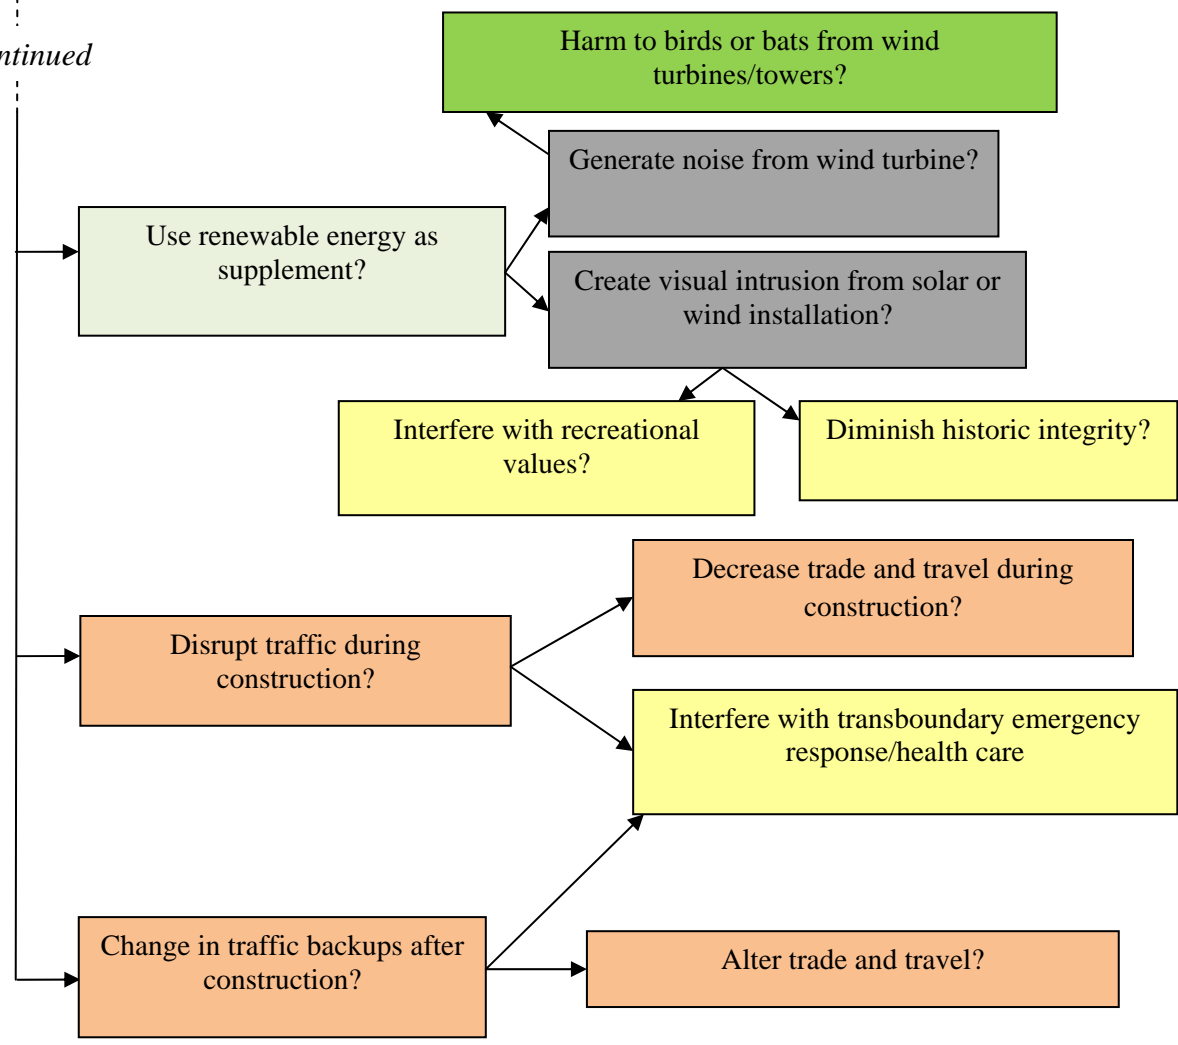 ntinued
Harm to birds or bats from wind
turbines/towers?
Generate noise from wind turbine?
Use renewable energy as
supplement?
Create visual intrusion from solar or
wind installation?
Interfere with recreational
values?
Diminish historic integrity?
Decrease trade and travel during
construction?
Disrupt traffic during
construction?
Interfere with transboundary emergency
response/health care
Change in traffic backups after
construction?
Alter trade and travel?